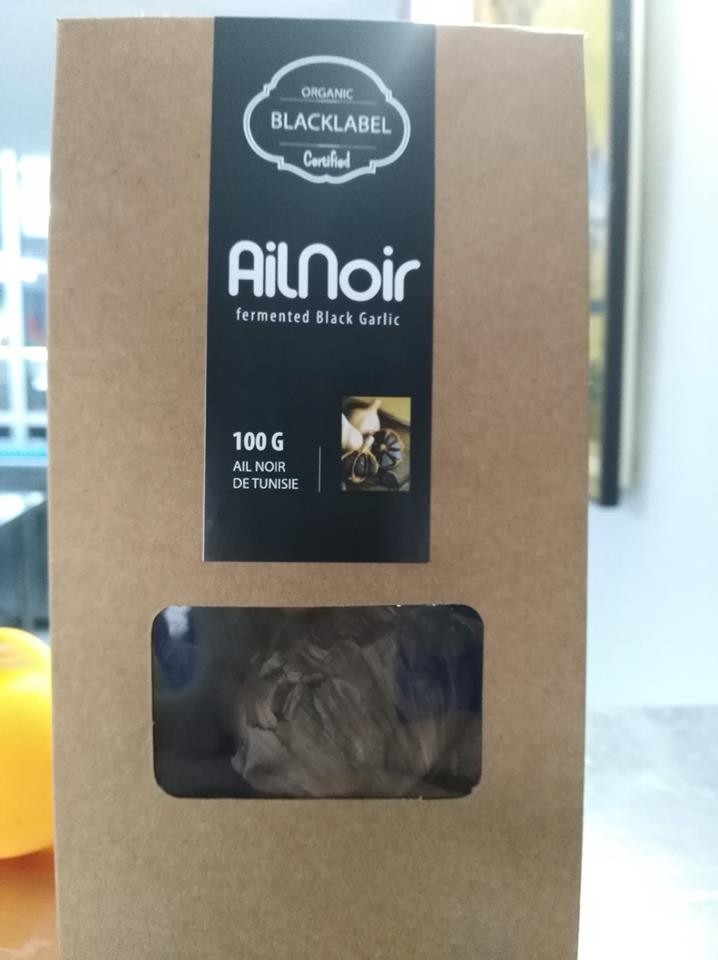 ORGANIC
BLACKLABEL
Certified
AilNoir
fermented Black Garlic
100 G
AIL NOIR
DE TUNISIE